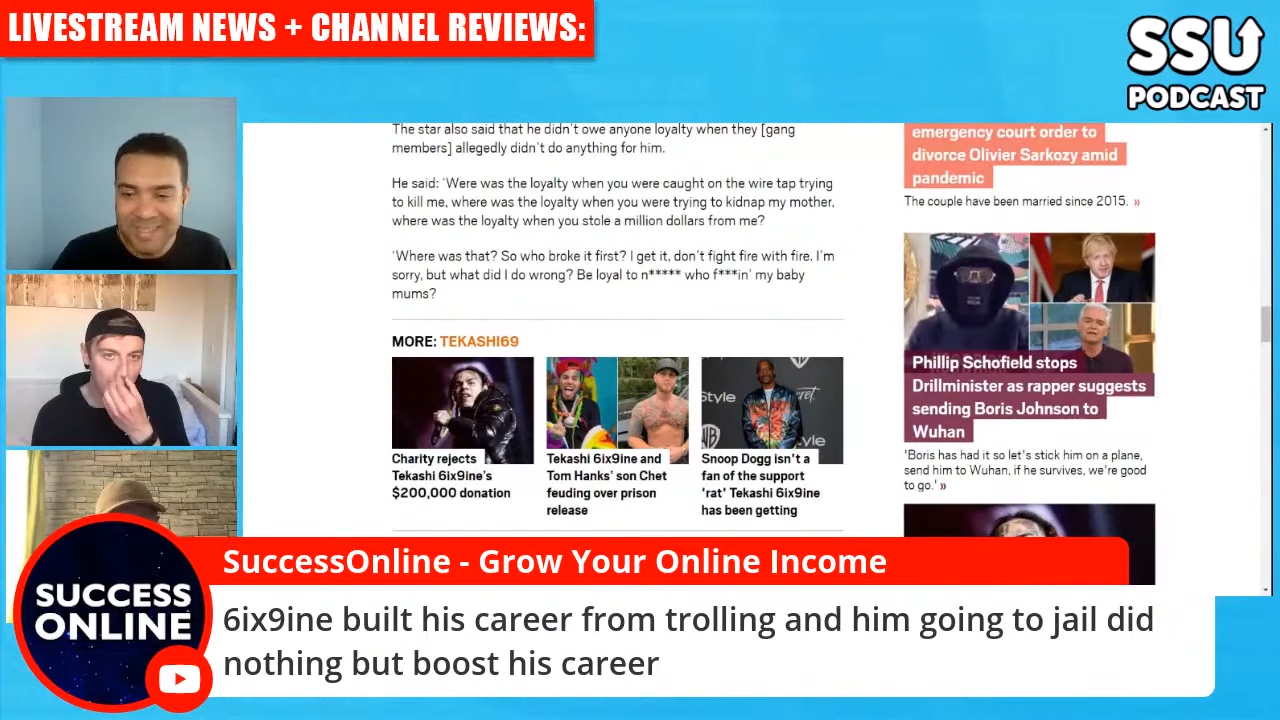 LIVESTREAM NEWS + CHANNEL REVIEWS:
SSU
PODCAST
The star also said that he didn't owe anyone loyalty when they [gang
members] allegedly didn't do anything for him.
He said: 'Were was the loyalty when you were caught on the wire tap trying
to kill me, where was the loyalty when you were trying to kidnap my mother,
where was the loyalty when you stole a million dollars from me?
'Where was that? So who broke it first? I get it, don't fight fire with fire. I'm
sorry, but what did I do wrong? Be loyal to n***** who f***in' my baby
mums?
MORE: TEKASHI69
Charity rejects
Tekashi 6ix9ine's
$200,000 donation
Tekashi 6ix9ine and
Tom Hanks' son Chet
feuding over prison
release
Style
Snoop Dogg isn't a
fan of the support
'rat' Tekashi 6ix9ine
has been getting
emergency court order to
divorce Olivier Sarkozy amid
pandemic
The couple have been married since 2015. »
Phillip Schofield stops
Drillminister as rapper suggests
sending Boris Johnson to
Wuhan
'Boris has had it so let's stick him on a plane,
send him to Wuhan, if he survives, we're good
to go.' »
SUCCESS
ONLINE
SuccessOnline - Grow Your Online Income
6ix9ine built his career from trolling and him going to jail did
nothing but boost his career